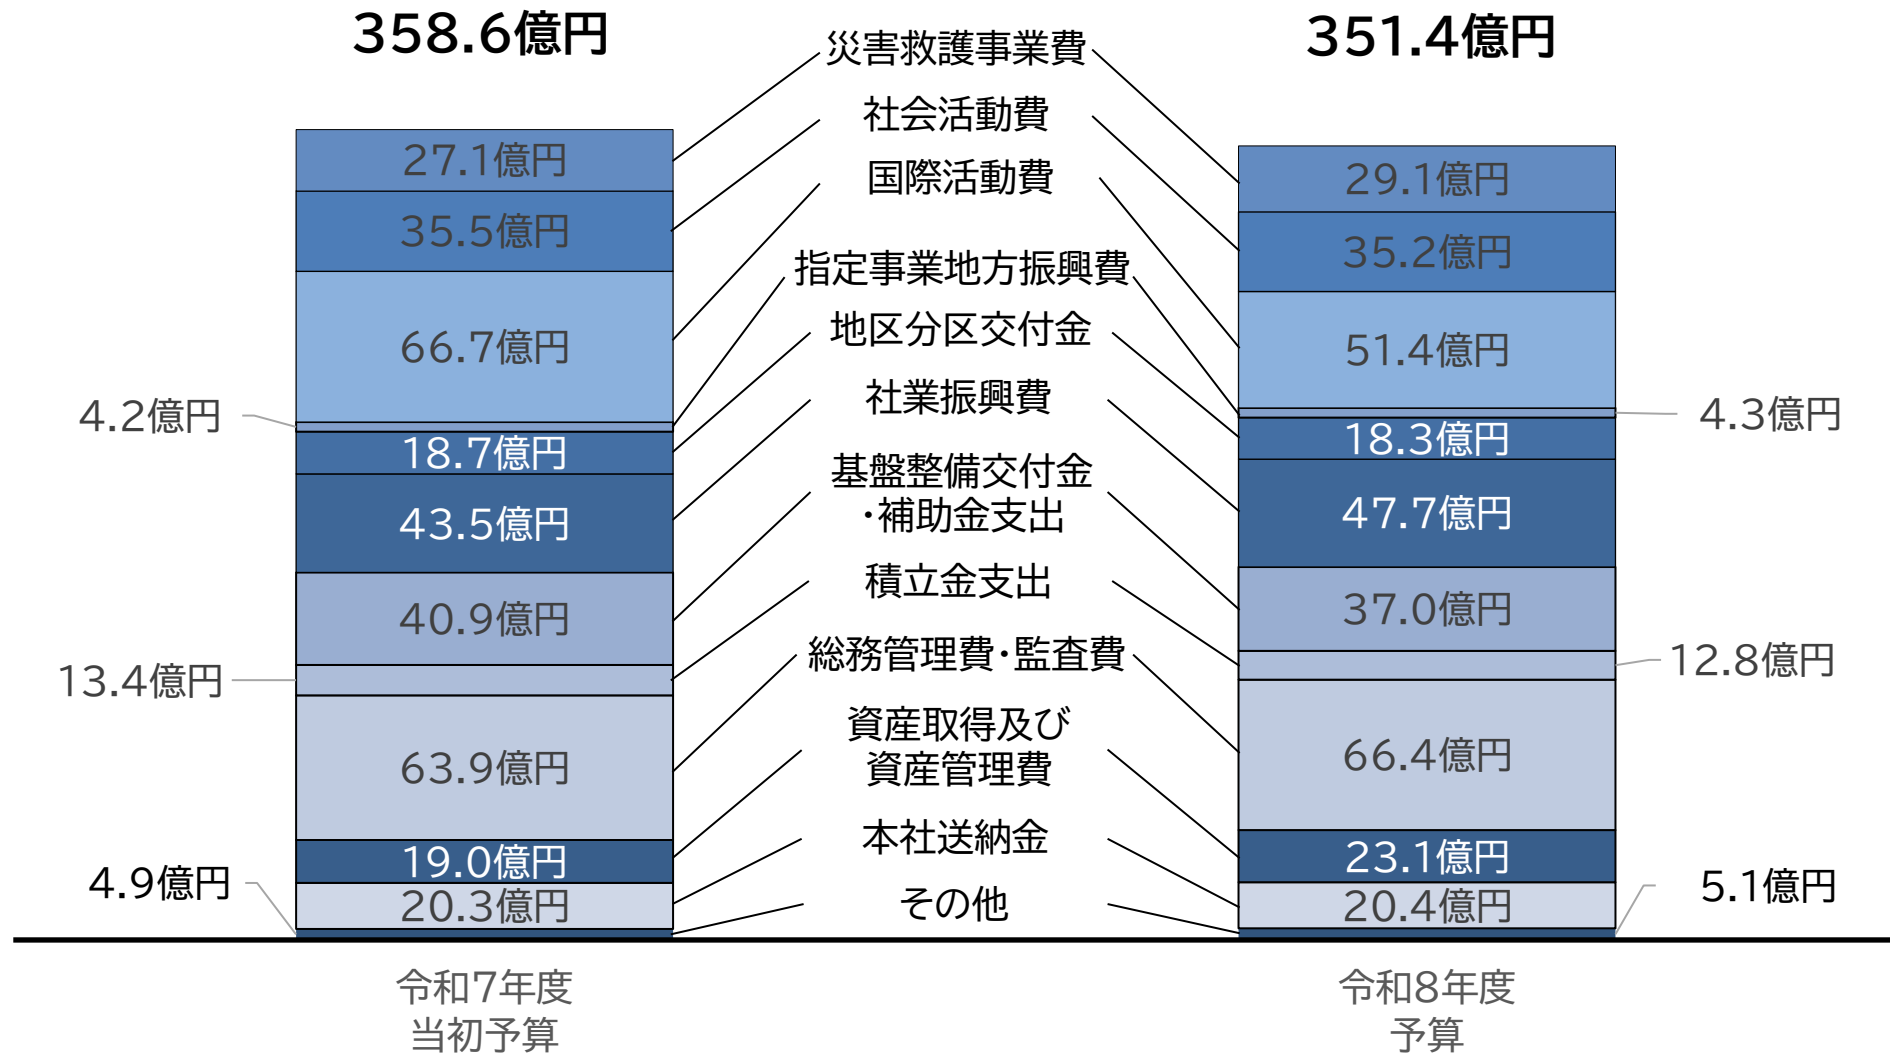 358.6億円
351.4億円
災害救護事業費
社会活動費
国際活動費
指定事業地方振興費
地区分区交付金
社業振興費
基盤整備交付金
・補助金支出
積立金支出
総務管理費・監査費
資産取得及び
資産管理費
本社送納金
その他
27.1億円
35.5億円
66.7億円
4.2億円
18.7億円
43.5億円
40.9億円
13.4億円
63.9億円
19.0億円
20.3億円
4.9億円
29.1億円
35.2億円
51.4億円
4.3億円
18.3億円
47.7億円
37.0億円
12.8億円
66.4億円
23.1億円
20.4億円
5.1億円
令和7年度
当初予算
令和8年度
予算